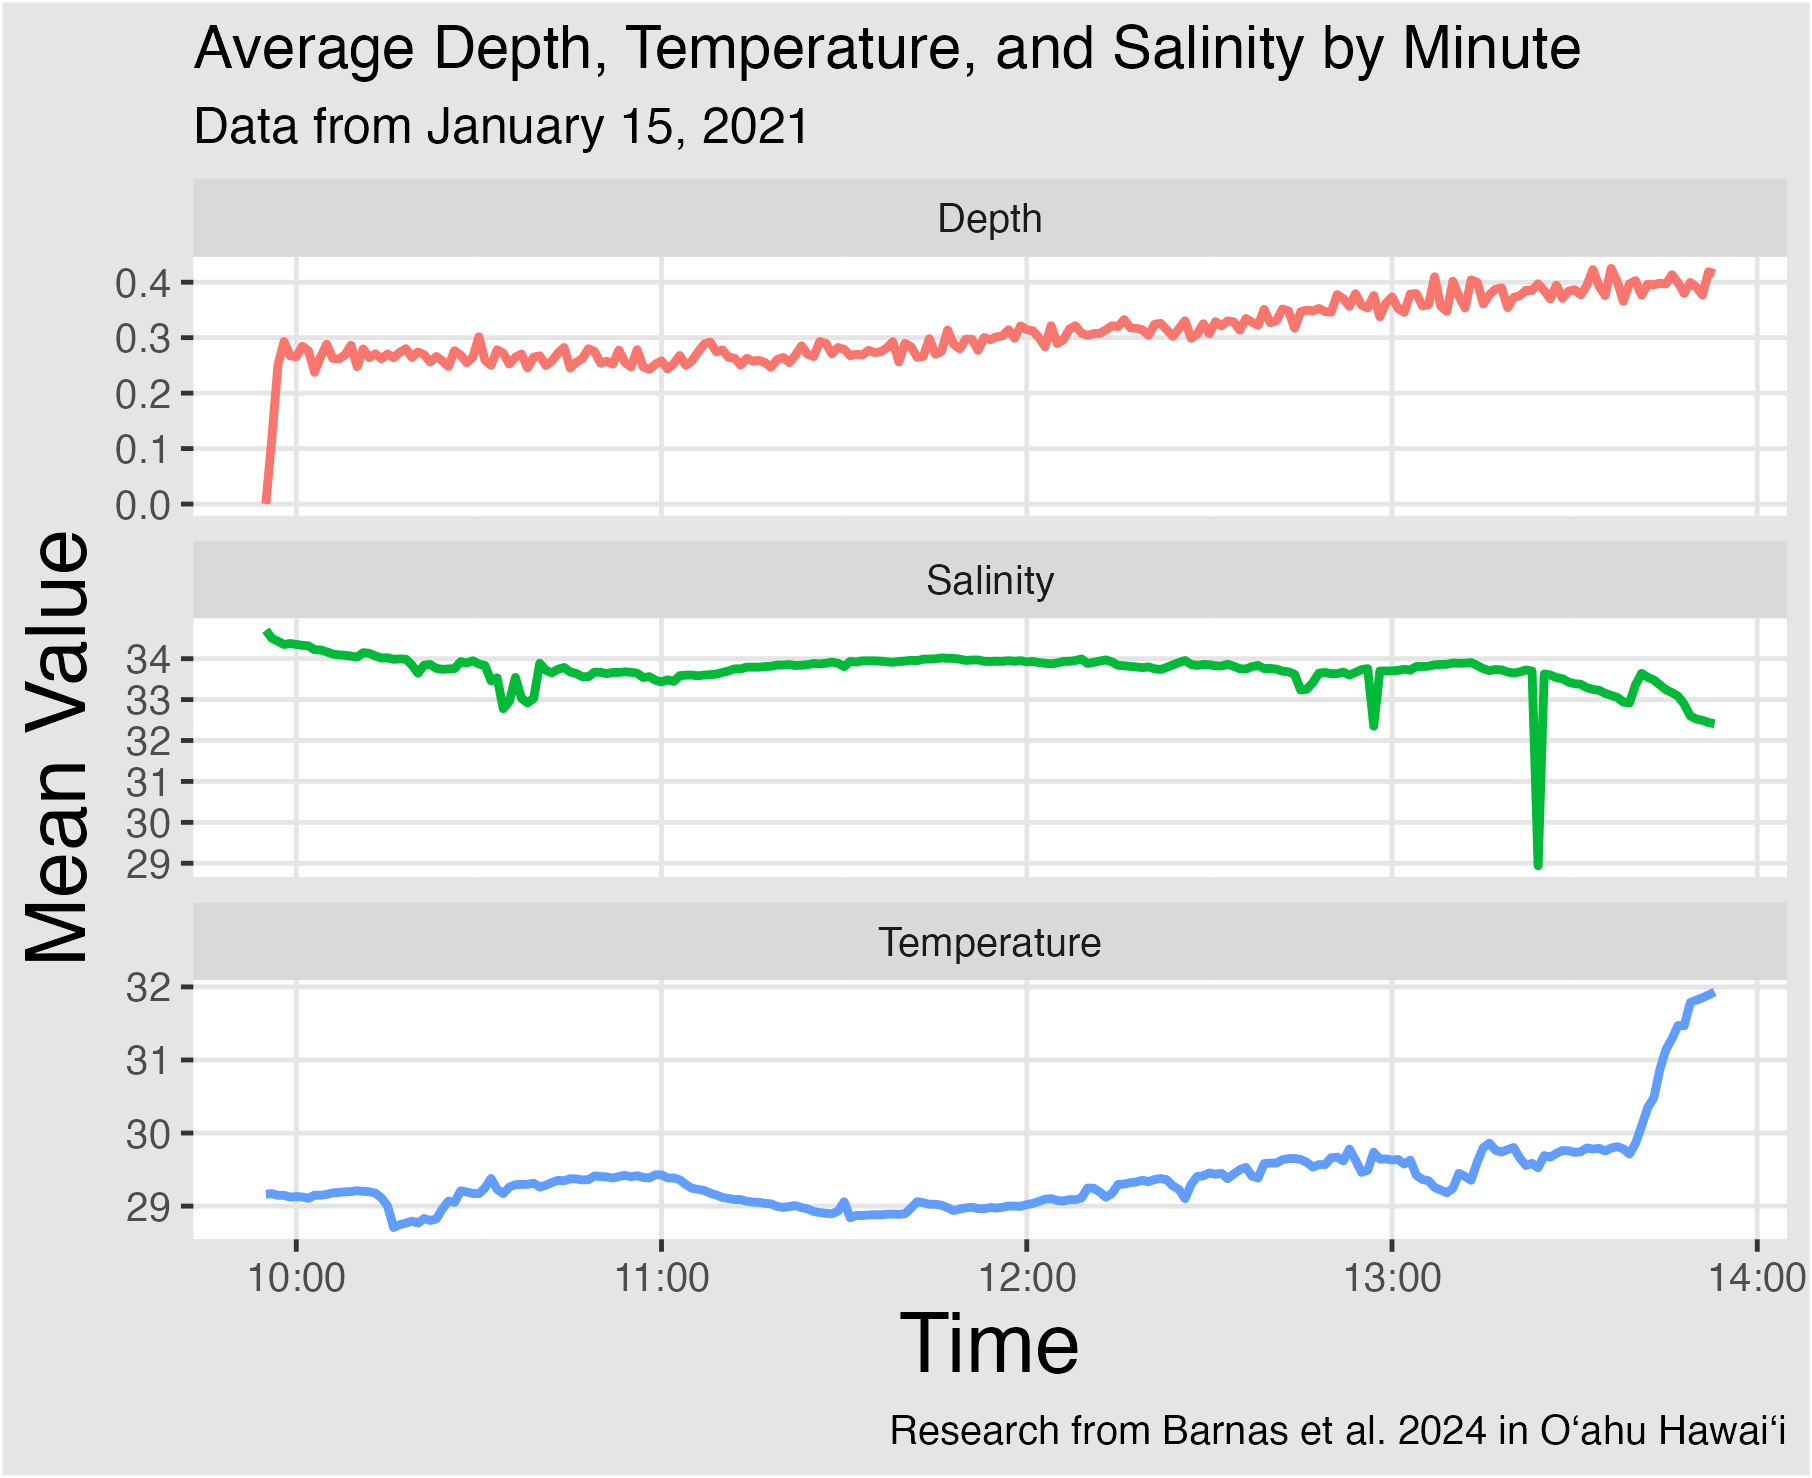 Average Depth, Temperature, and Salinity by Minute
Data from January 15, 2021
Depth
0.4
0.3
0.2
0.1
0.0
Salinity
34
33
32
31
30
29
Temperature
32
31
30
29
Mean Value
10:00 11:00 12:00 13:00 14:00
Time
Research from Barnas et al. 2024 in Oʻahu Hawaiʻi